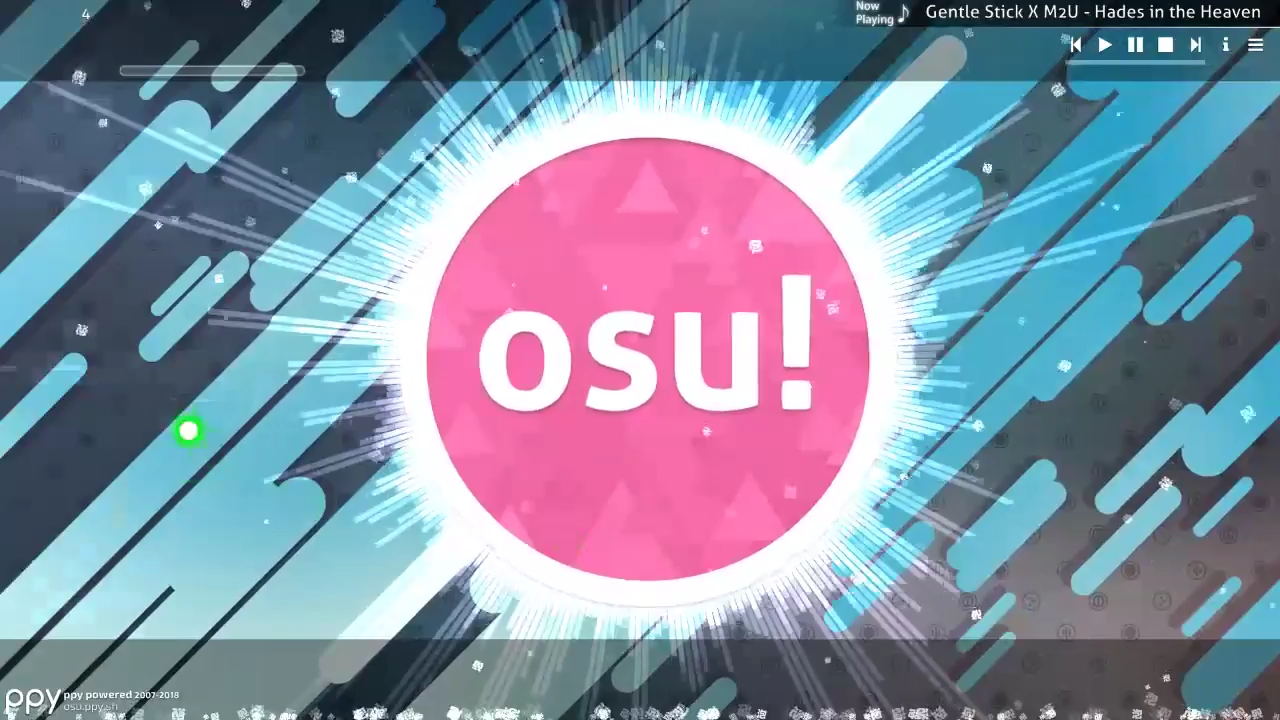 4
Now
Playing
Gentle Stick X M2U - Hades in the Heaven
osu!
ppy
ppy powered 2007-2018
osu.ppy.sh